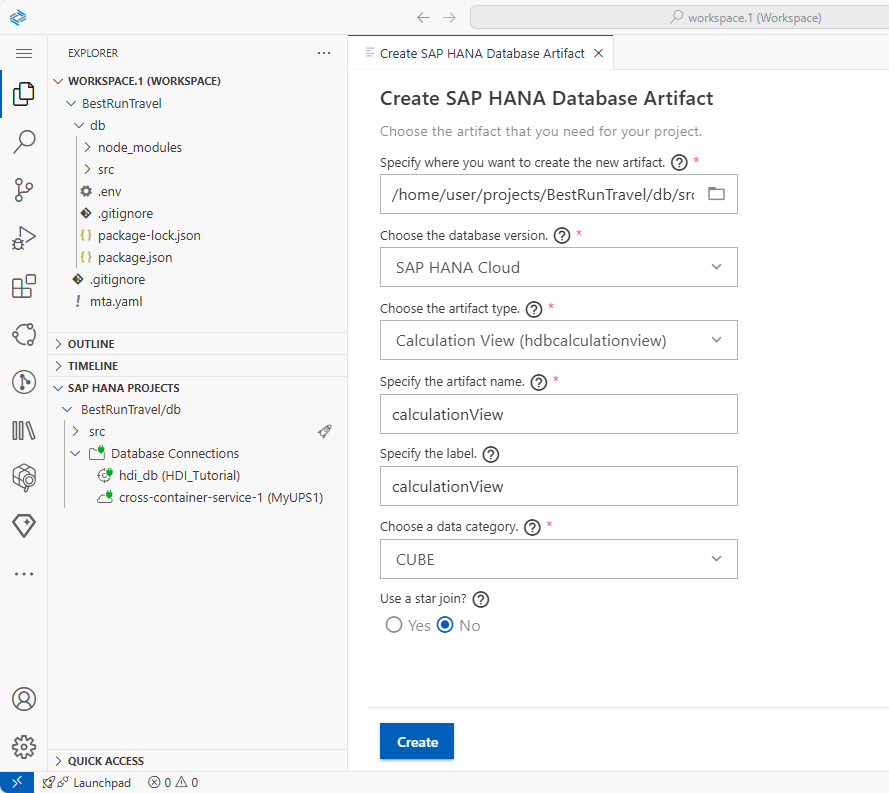 workspace.1 (Workspace)
EXPLORER
Create SAP HANA Database Artifact
WORKSPACE.1 (WORKSPACE)
BestRunTravel
db
node_modules
src
.env
.gitignore
package-lock.json
package.json
.gitignore
mta.yaml
OUTLINE
TIMELINE
SAP HANA PROJECTS
BestRunTravel/db
src
Database Connections
hdi_db (HDI_Tutorial)
cross-container-service-1 (MyUPS1)
QUICK ACCESS
Create SAP HANA Database Artifact
Choose the artifact that you need for your project.
Specify where you want to create the new artifact. *
/home/user/projects/BestRunTravel/db/src
Choose the database version. *
SAP HANA Cloud
Choose the artifact type. *
Calculation View (hdbcalculationview)
Specify the artifact name. *
calculationView
Specify the label.
calculationView
Choose a data category. *
CUBE
Use a star join?
Yes No
Create
Launchpad 0 0